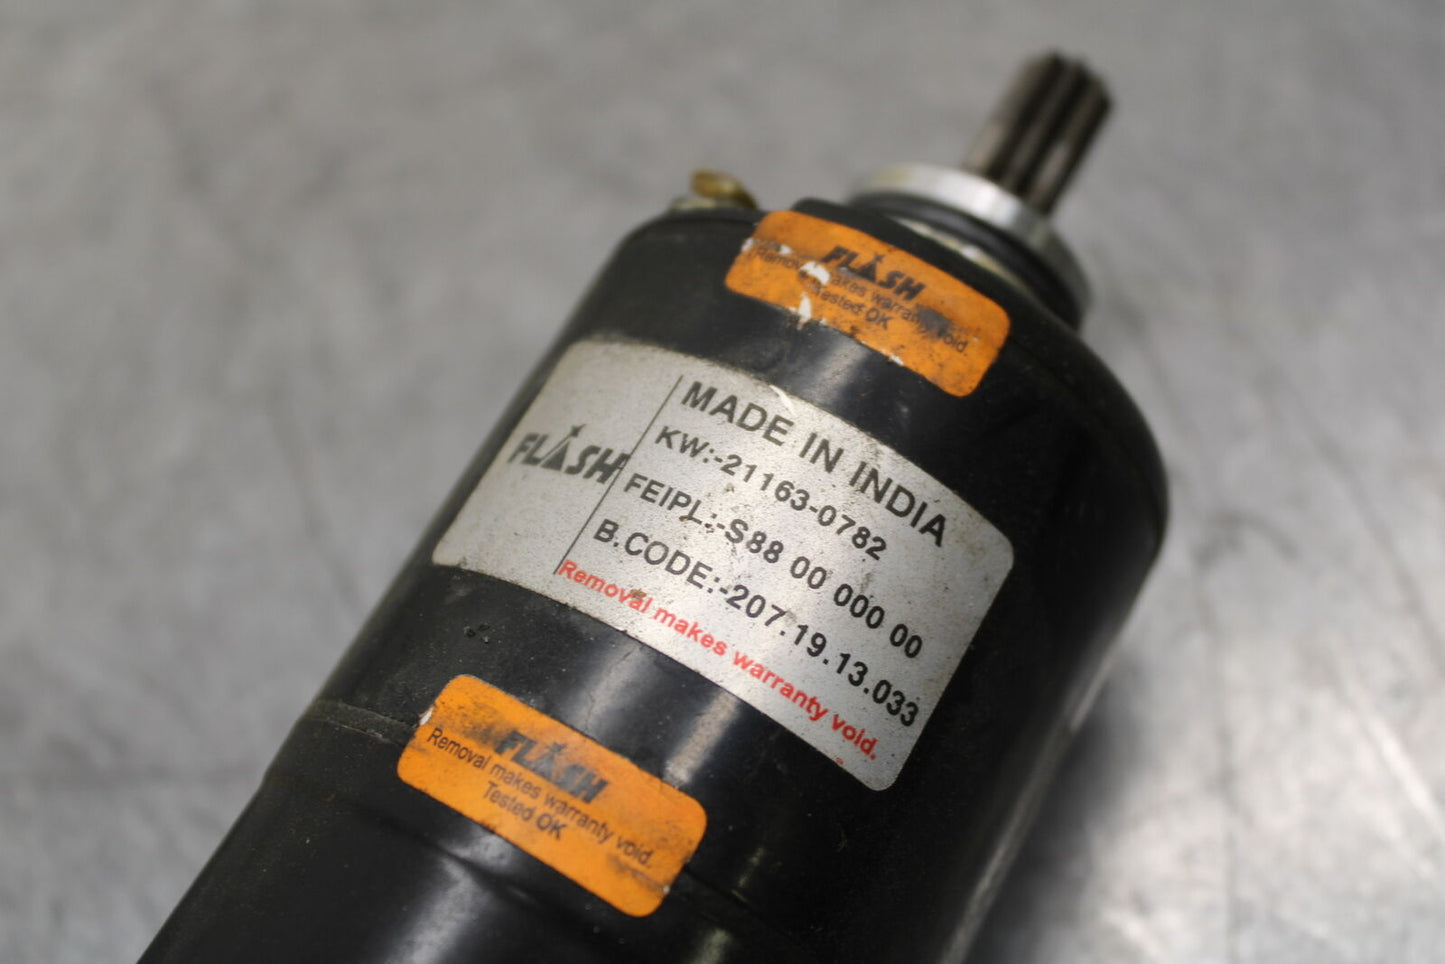 FLASH
Removal makes warranty void.
Tested OK
FLASH
MADE IN INDIA
KW:-21163-0782
FEIPL:-S88 00 000 00
B.CODE:-207.19.13.033
Removal makes warranty void.
FLASH
Removal makes warranty void.
Tested OK